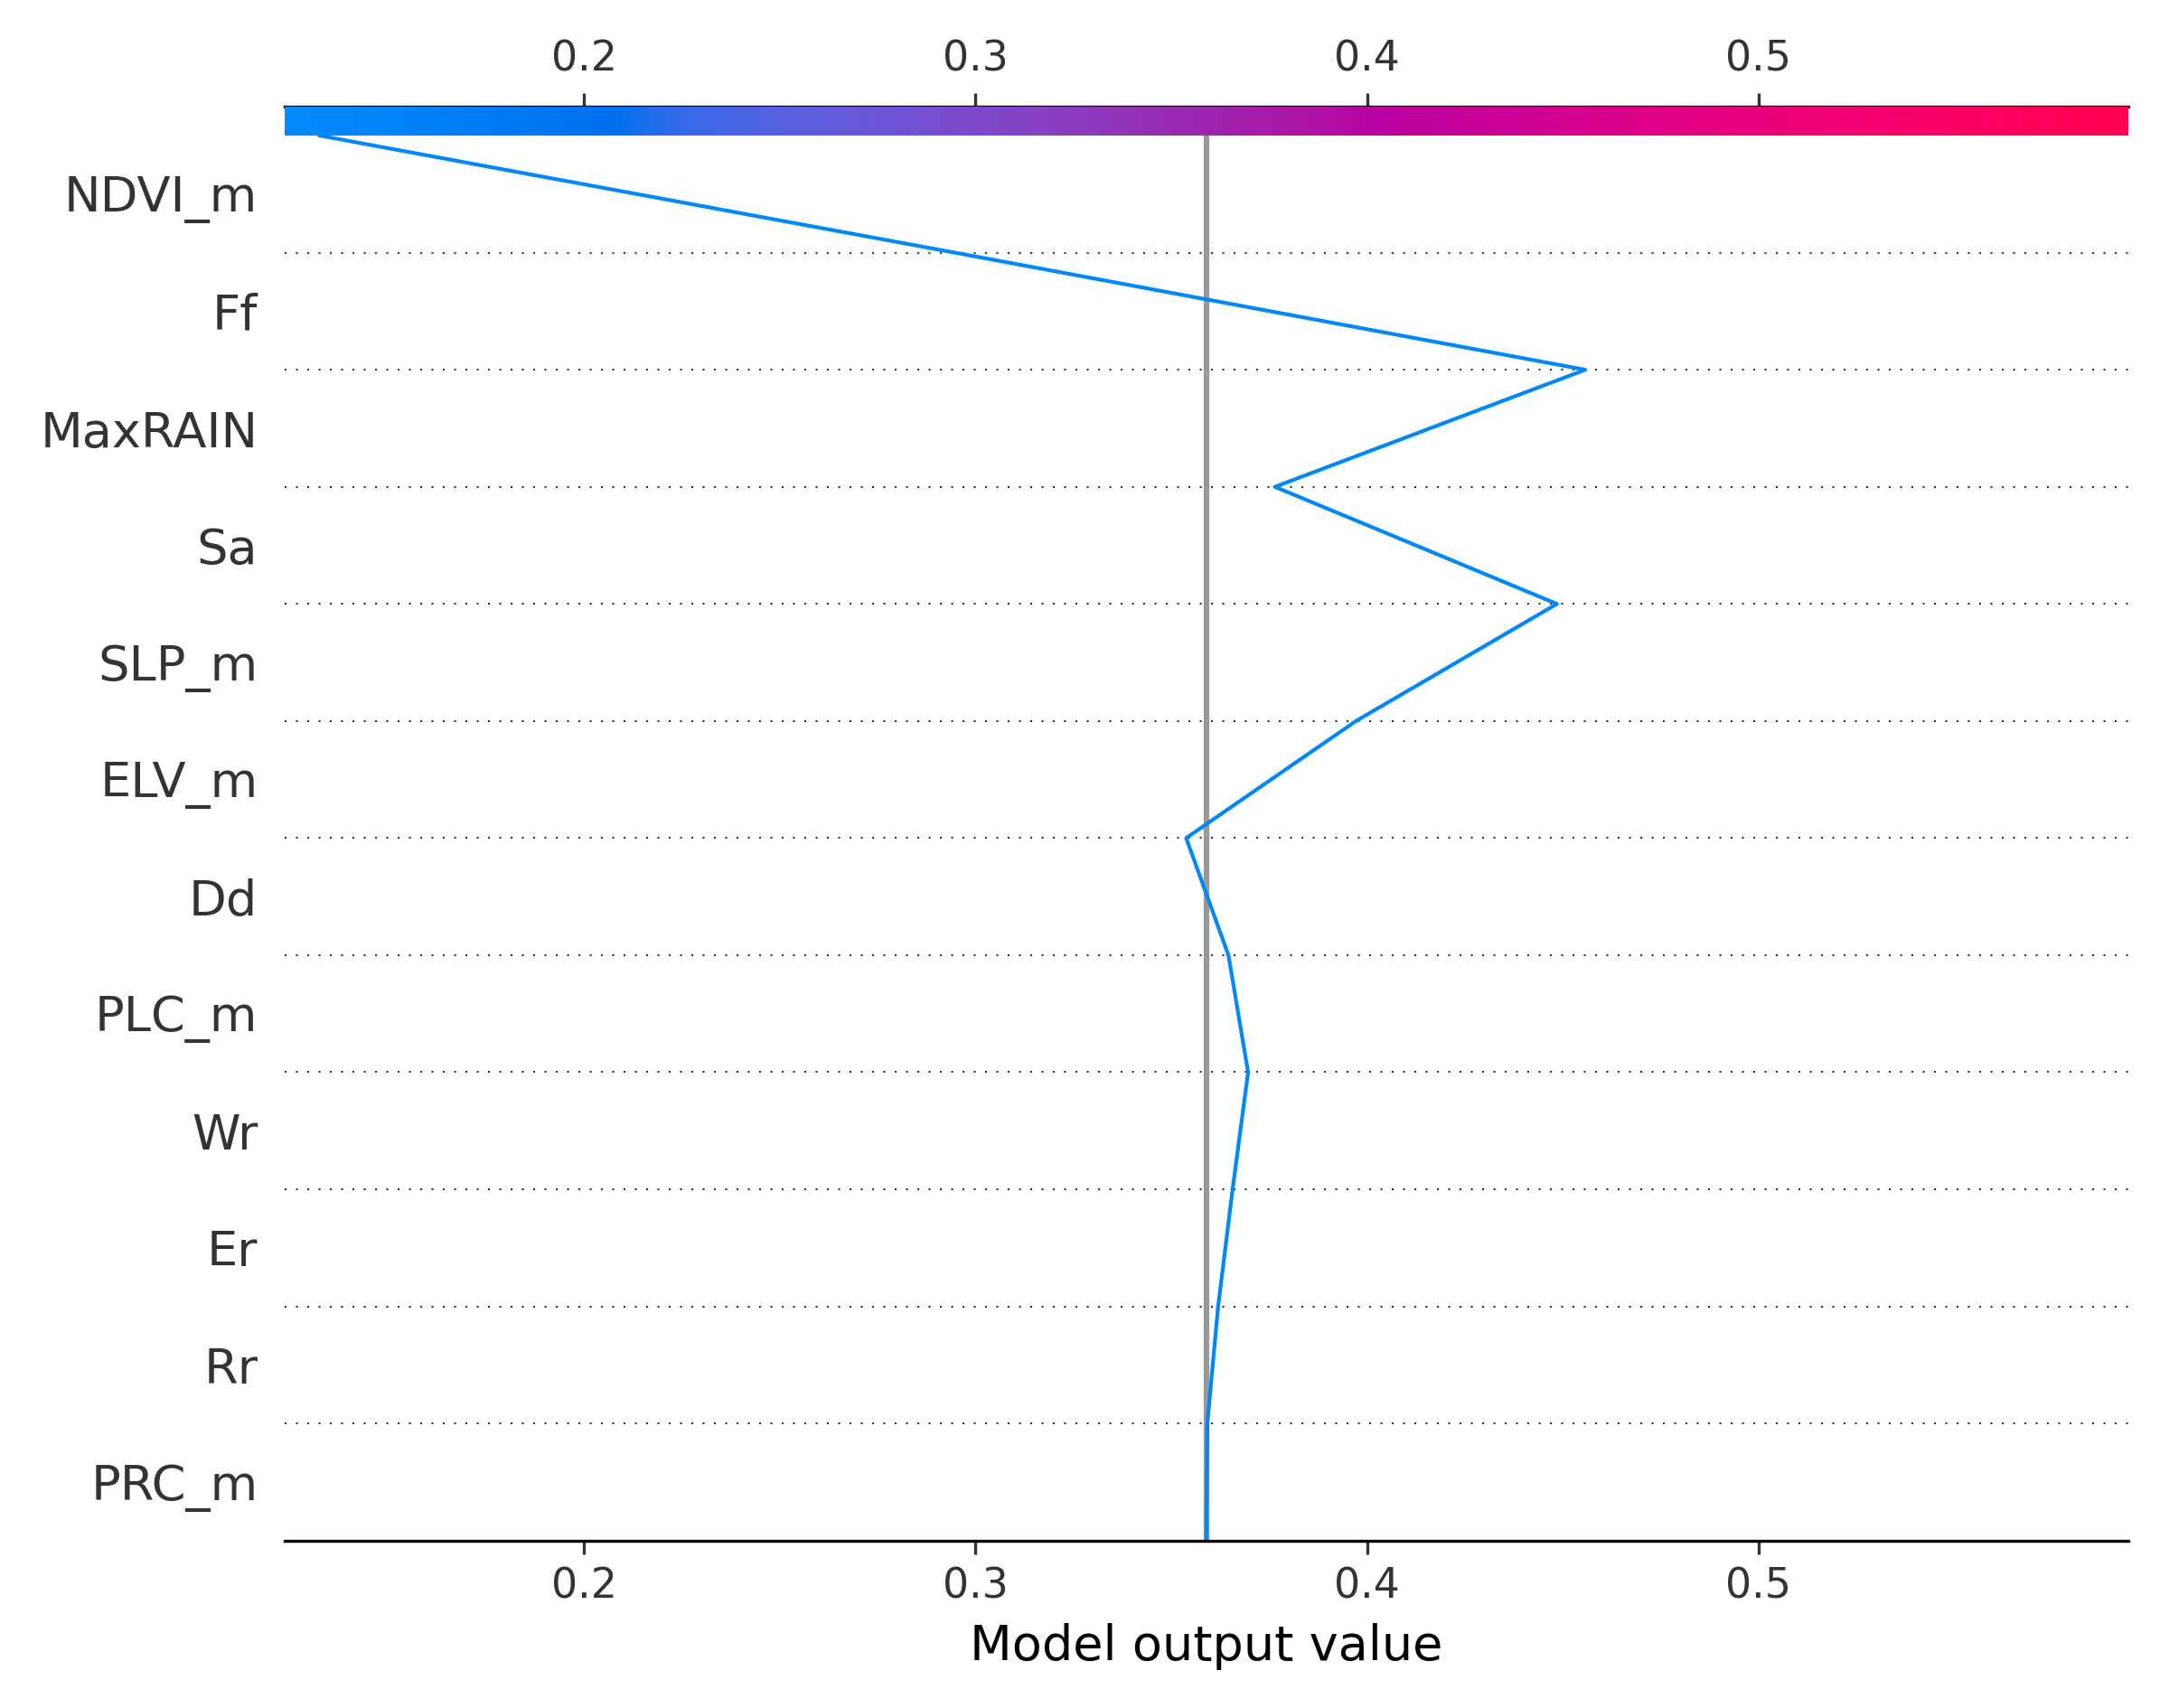 0.2 0.3 0.4 0.5
NDVI_m
Ff
MaxRAIN
Sa
SLP_m
ELV_m
Dd
PLC_m
Wr
Er
Rr
PRC_m
0.2 0.3 0.4 0.5
Model output value